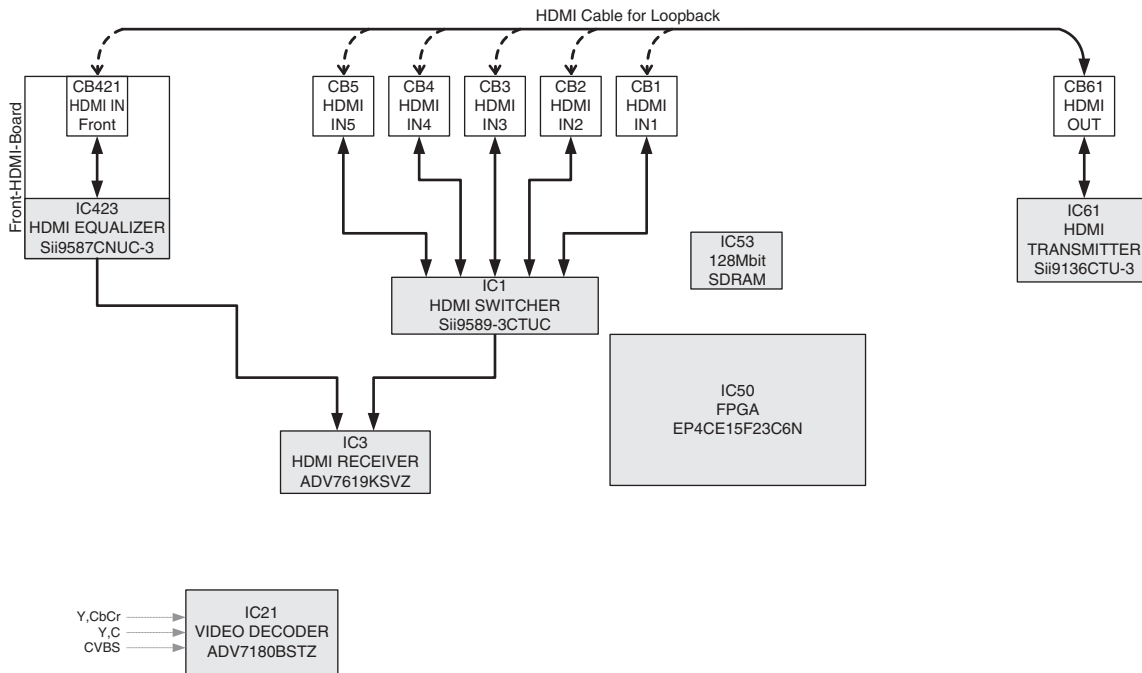 HDMI Cable for Loopback
Front-HDMI-Board
CB421
HDMI IN
Front
CB5
HDMI
IN5
CB4
HDMI
IN4
CB3
HDMI
IN3
CB2
HDMI
IN2
CB1
HDMI
IN1
CB61
HDMI
OUT
IC423
HDMI EQUALIZER
Sii9587CNUC-3
IC61
HDMI
TRANSMITTER
Sii9136CTU-3
IC53
128Mbit
SDRAM
IC1
HDMI SWITCHER
Sii9589-3CTUC
IC50
FPGA
EP4CE15F23C6N
IC3
HDMI RECEIVER
ADV7619KSVZ
Y,CbCr
Y,C
CVBS
IC21
VIDEO DECODER
ADV7180BSTZ